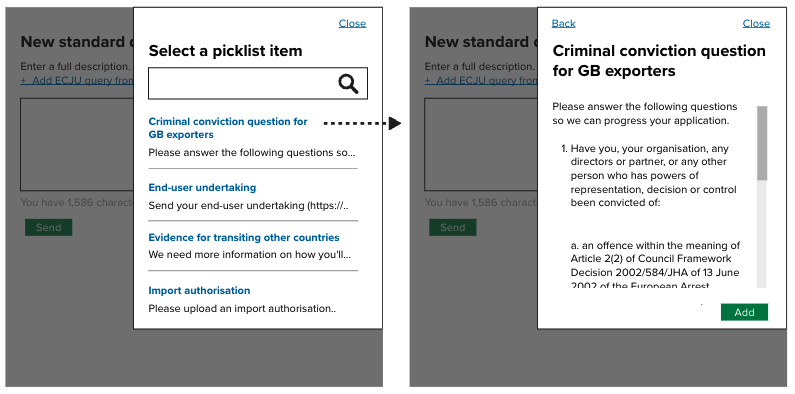 Close
New standard
Select a picklist item
Enter a full description.
+ Add ECJU query from
Criminal conviction question for
GB exporters
Please answer the following questions so...
End-user undertaking
Send your end-user undertaking (https://..
You have 1,586
Send
Evidence for transiting other countries
We need more information on how you'll...
Import authorisation
Please upload an import authorisation..
Back
Close
New standard
Criminal conviction question
for GB exporters
Enter a full description.
+ Add ECJU query from
Please answer the following questions
so we can progress your application.
1. Have you, your organisation, any
directors or partner, or any other
person who has powers of
representation, decision or control
been convicted of:
You have 1,586
Send
a. an offence within the meaning of
Article 2(2) of Council Framework
Decision 2002/584/JHA of 13 June
2002 of the European Arrest
Add